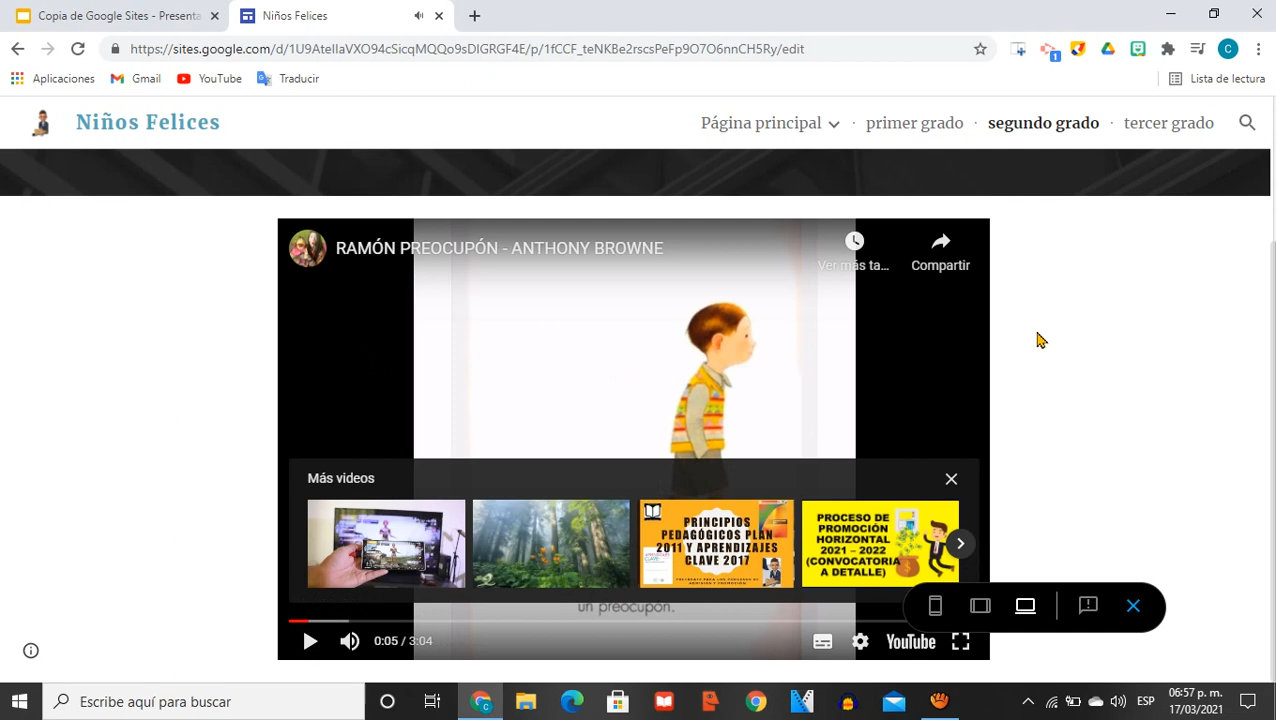 Copia de Google Sites - Presenta
Niños Felices
https://sites.google.com/d/1U9AteIlaVXO94cSicqMQQo9sDIGRGF4E/p/1fCCF_teNKBe2rscsPeFp9O7O6nnCH5Ry/edit
1
C
Aplicaciones
Gmail
YouTube
Traducir
Lista de lectura
Niños Felices
Página principal · primer grado · segundo grado · tercer grado
RAMÓN PREOCUPÓN - ANTHONY BROWNE
Ver más ta...
Compartir
Más videos
PRINCIPIOS
PEDAGÓGICOS PLAN
2011 Y APRENDIZAJES
CLAVE 2017
PROCESO DE
PROMOCIÓN
HORIZONTAL
2021 – 2022
(CONVOCATORIA
A DETALLE)
un preocupón.
0:05 / 3:04
YouTube
Escribe aquí para buscar
ESP
06:57 p. m.
17/03/2021